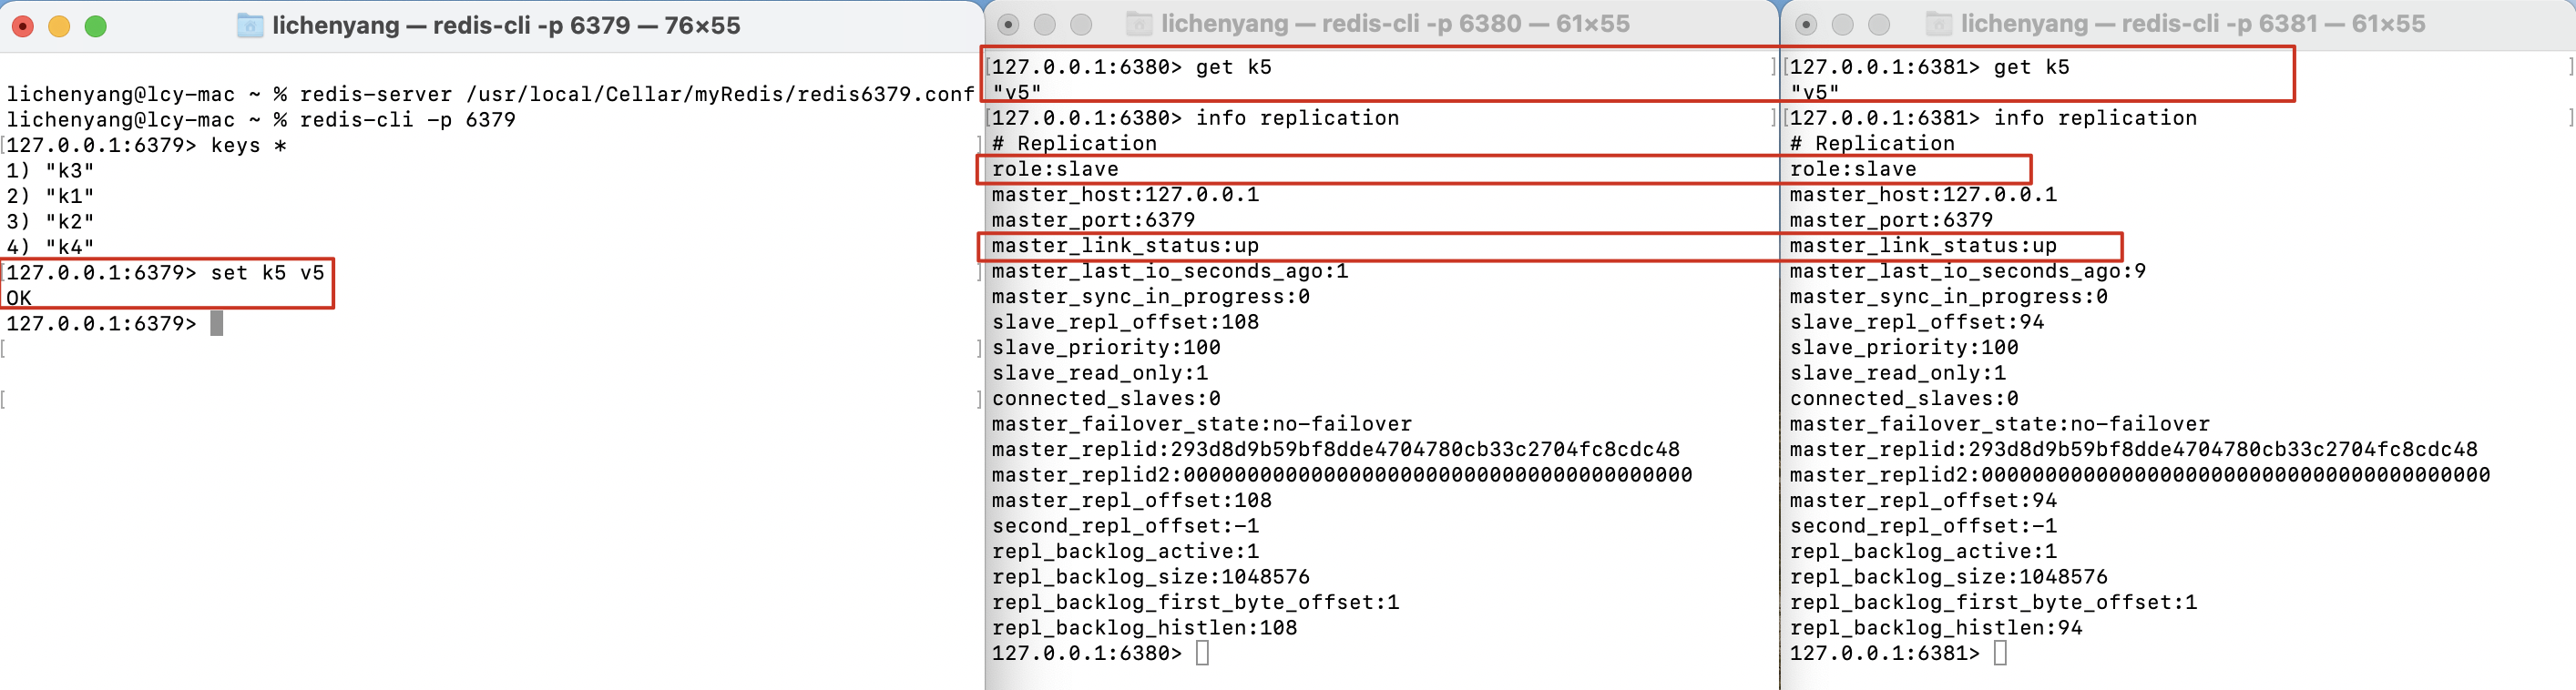 lichenyang — redis-cli -p 6379 — 76×55
lichenyang@lcy-mac ~ % redis-server /usr/local/Cellar/myRedis/redis6379.conf
lichenyang@lcy-mac ~ % redis-cli -p 6379
[127.0.0.1:6379> keys * ]
1) "k3"
2) "k1"
3) "k2"
4) "k4"
[127.0.0.1:6379> set k5 v5 ]
OK
127.0.0.1:6379>
[ ]
[ ]
lichenyang — redis-cli -p 6380 — 61×55
[127.0.0.1:6380> get k5 ]
"v5"
[127.0.0.1:6380> info replication ]
# Replication
role:slave
master_host:127.0.0.1
master_port:6379
master_link_status:up
master_last_io_seconds_ago:1
master_sync_in_progress:0
slave_repl_offset:108
slave_priority:100
slave_read_only:1
connected_slaves:0
master_failover_state:no-failover
master_replid:293d8d9b59bf8dde4704780cb33c2704fc8cdc48
master_replid2:0000000000000000000000000000000000000000
master_repl_offset:108
second_repl_offset:-1
repl_backlog_active:1
repl_backlog_size:1048576
repl_backlog_first_byte_offset:1
repl_backlog_histlen:108
127.0.0.1:6380>
lichenyang — redis-cli -p 6381 — 61×55
[127.0.0.1:6381> get k5 ]
"v5"
[127.0.0.1:6381> info replication ]
# Replication
role:slave
master_host:127.0.0.1
master_port:6379
master_link_status:up
master_last_io_seconds_ago:9
master_sync_in_progress:0
slave_repl_offset:94
slave_priority:100
slave_read_only:1
connected_slaves:0
master_failover_state:no-failover
master_replid:293d8d9b59bf8dde4704780cb33c2704fc8cdc48
master_replid2:0000000000000000000000000000000000000000
master_repl_offset:94
second_repl_offset:-1
repl_backlog_active:1
repl_backlog_size:1048576
repl_backlog_first_byte_offset:1
repl_backlog_histlen:94
127.0.0.1:6381>